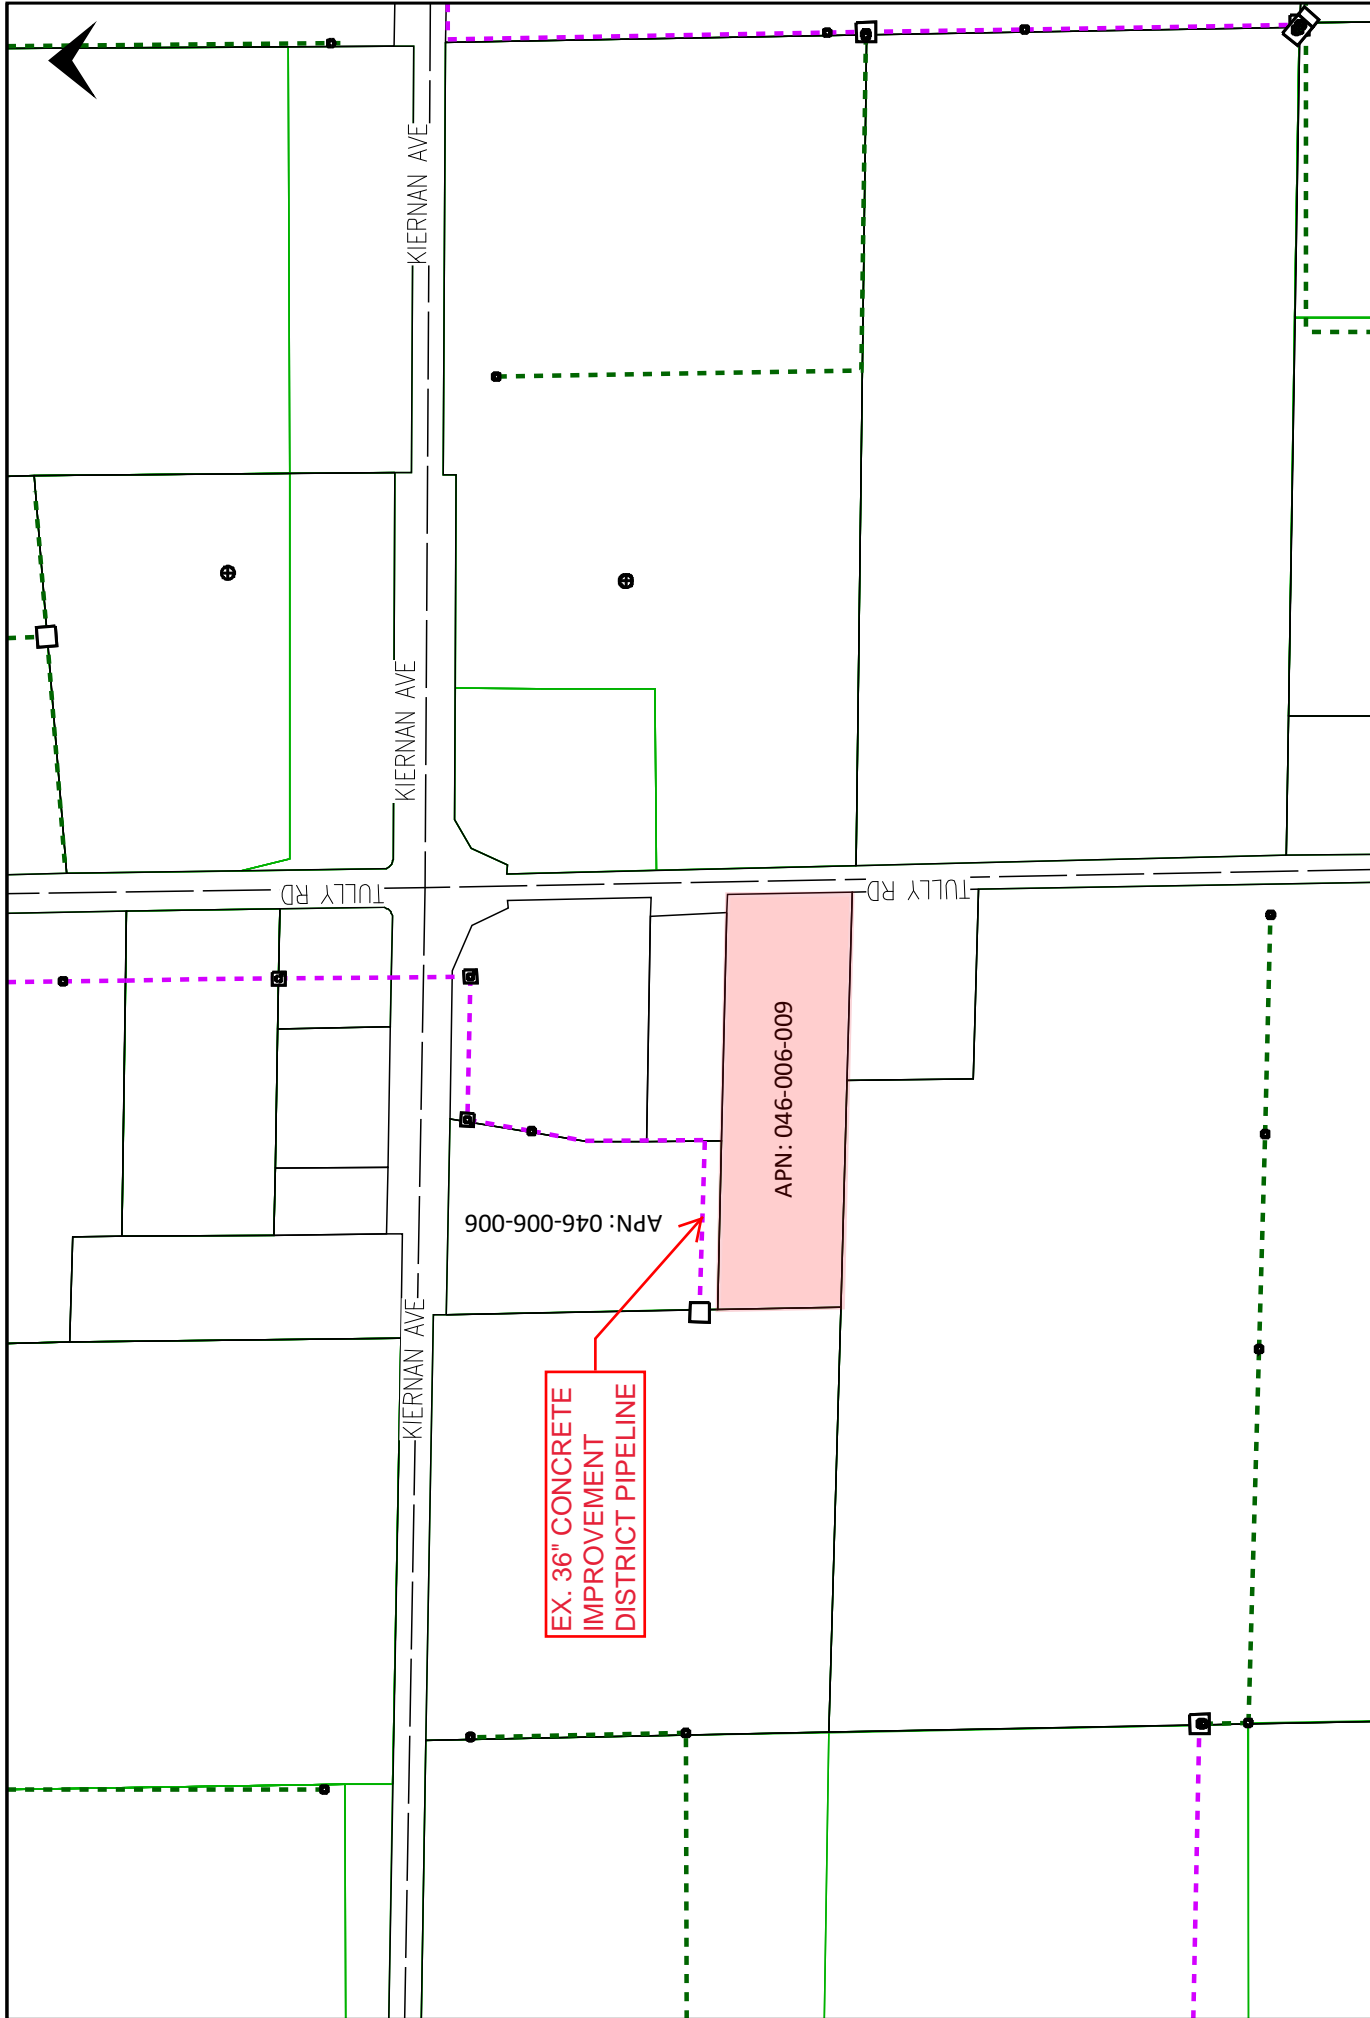 KIERNAN AVE
KIERNAN AVE
KIERNAN AVE
TULLY RD
TULLY RD
APN: 046-006-009
APN: 046-006-006
EX. 36" CONCRETE
IMPROVEMENT
DISTRICT PIPELINE